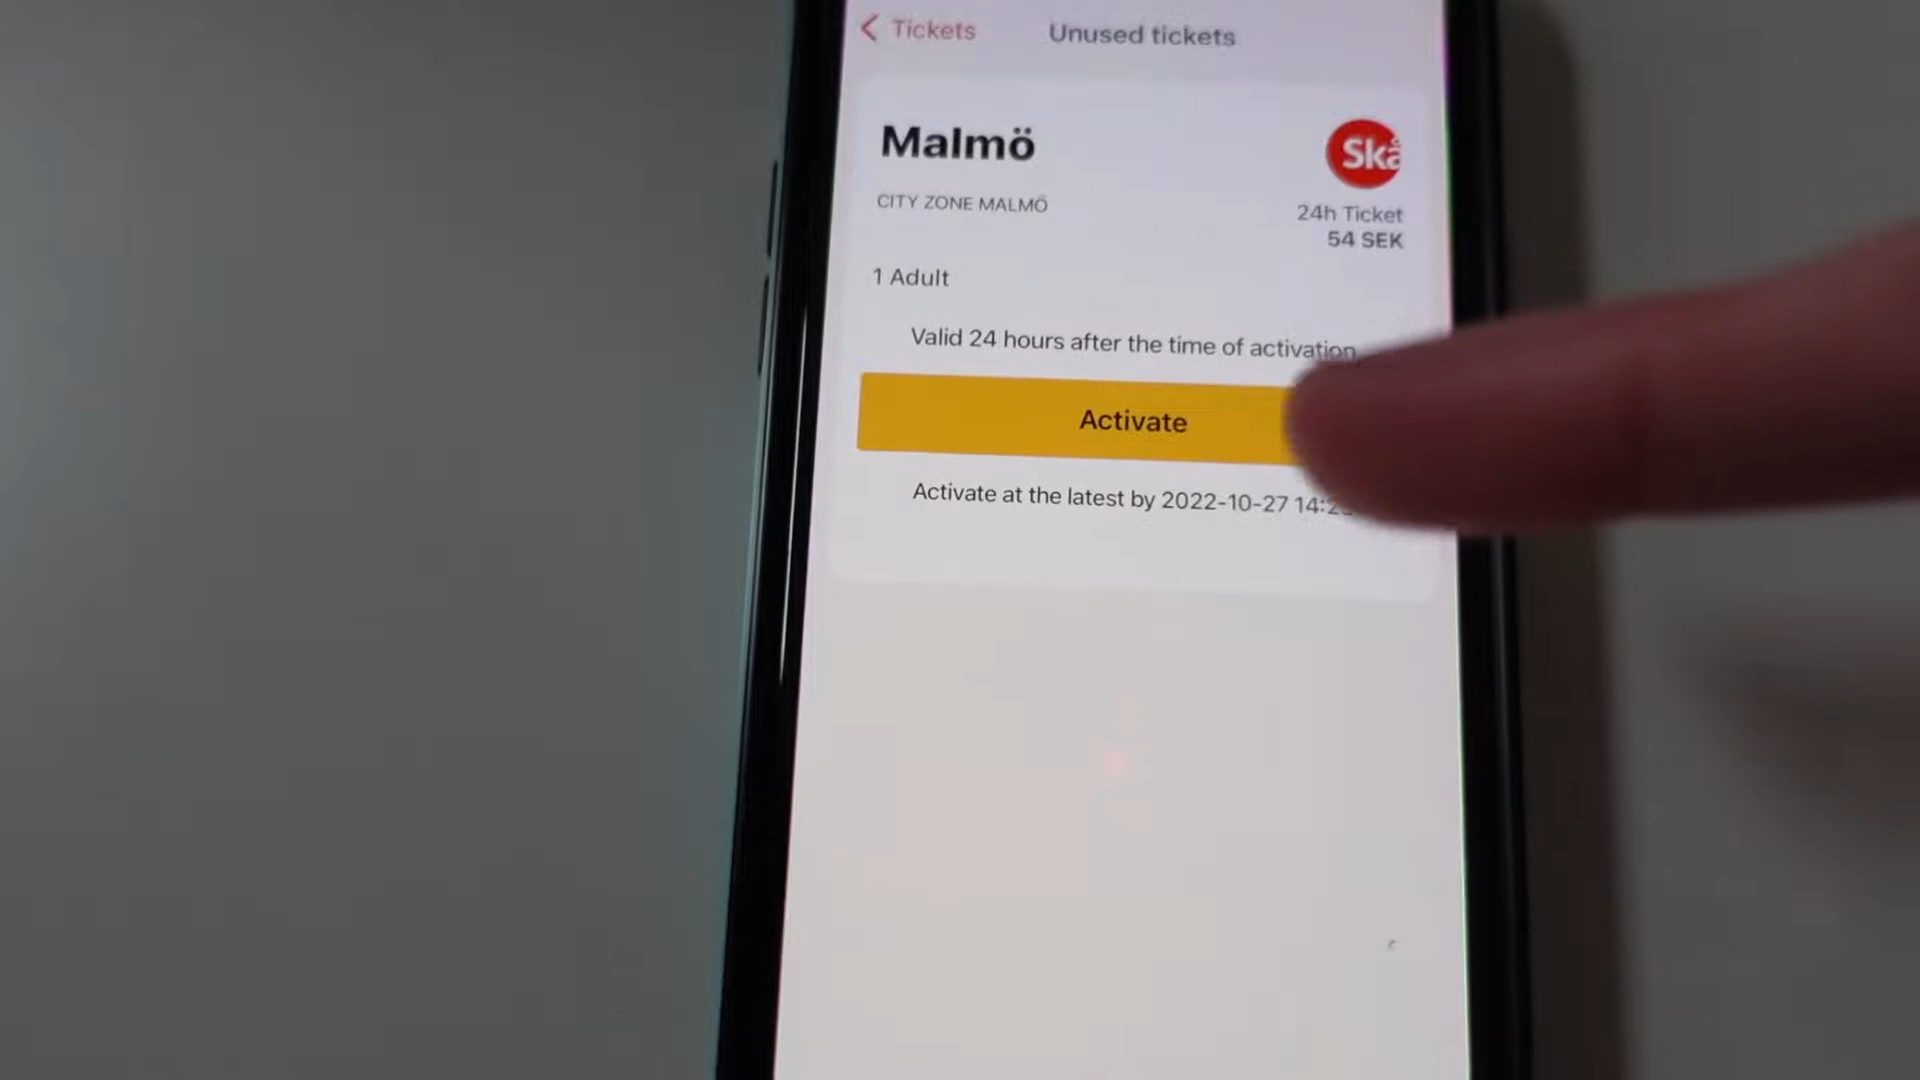 Tickets
Unused tickets
Malmö
Skå
CITY ZONE MALMÖ
24h Ticket
54 SEK
1 Adult
Valid 24 hours after the time of activation
Activate
Activate at the latest by 2022-10-27